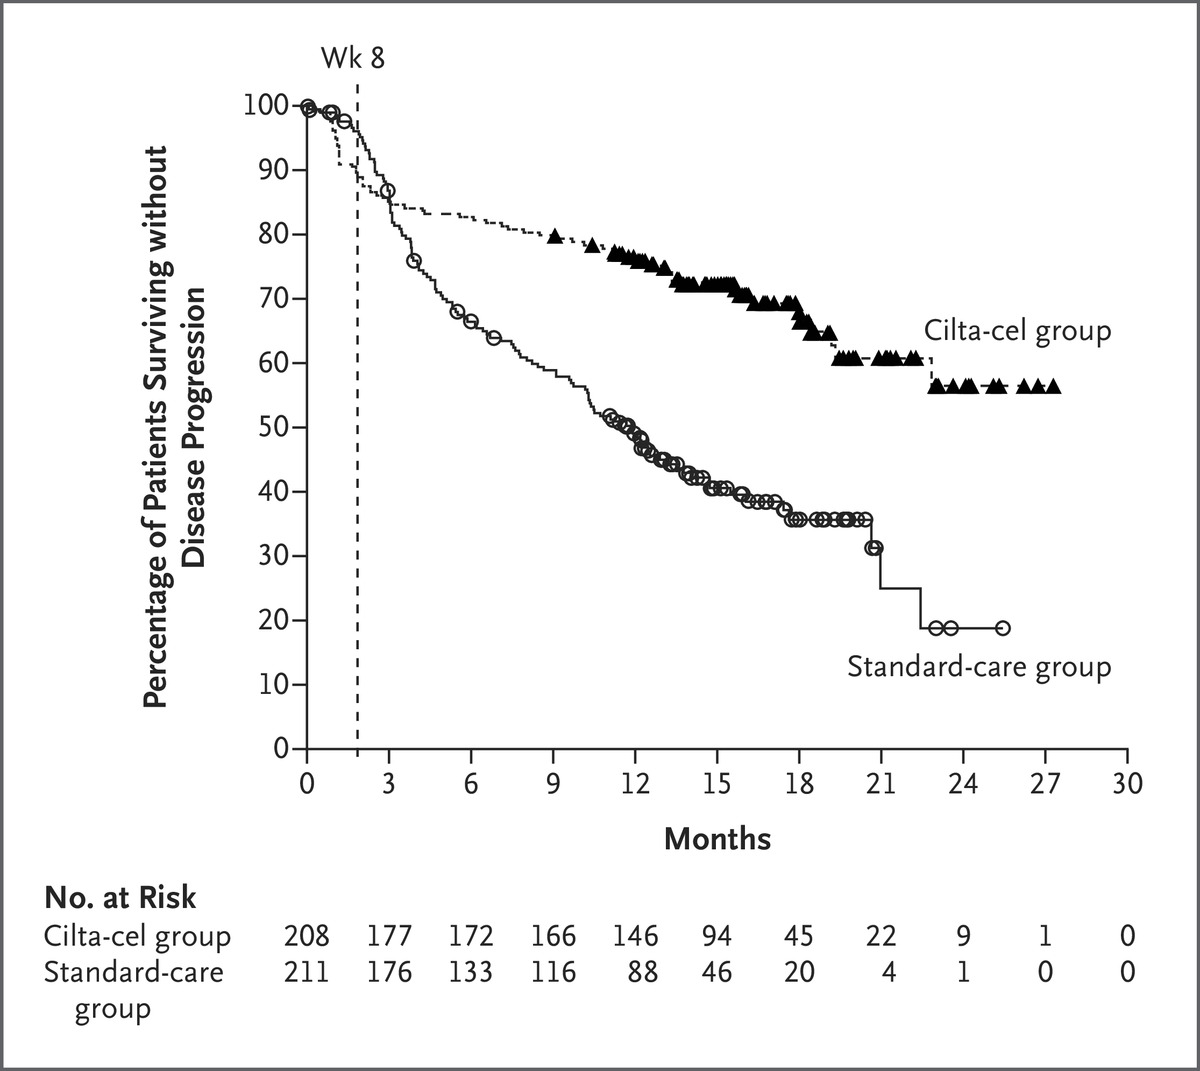 Wk 8
Percentage of Patients Surviving without
Disease Progression
100
90
80
70
60
50
40
30
20
10
0
Cilta-cel group
Standard-care group
0 3 6 9 12 15 18 21 24 27 30
Months
No. at Risk
Cilta-cel group 208 177 172 166 146 94 45 22 9 1 0
Standard-care 211 176 133 116 88 46 20 4 1 0 0
group